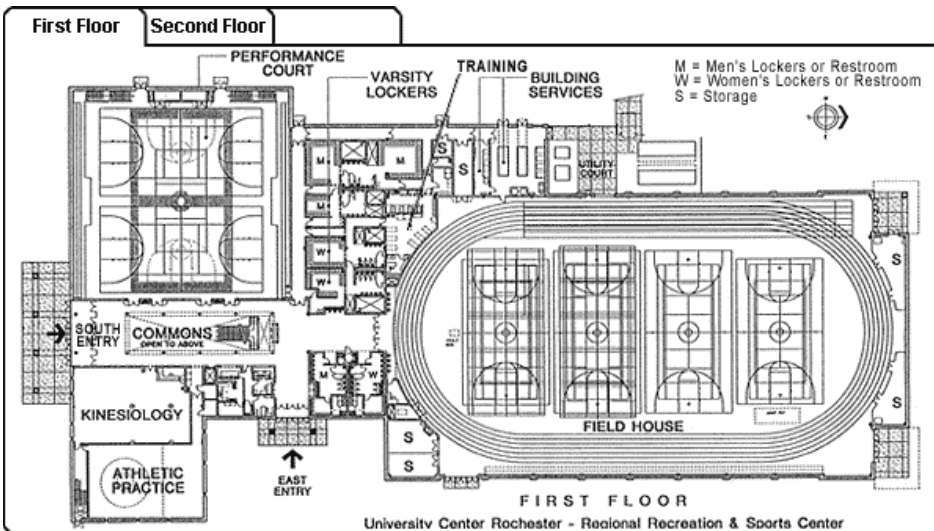 First Floor
Second Floor
PERFORMANCE
COURT
VARSITY
LOCKERS
TRAINING
BUILDING
SERVICES
M = Men's Lockers or Restroom
W = Women's Lockers or Restroom
S = Storage
M
M
S
S
UTILITY
COURT
M
W
W
S
SOUTH
ENTRY
COMMONS
OPEN TO ABOVE
M
W
S
KINESIOLOGY
FIELD HOUSE
S
S
ATHLETIC
PRACTICE
EAST
ENTRY
FIRST FLOOR
University Center Rochester - Regional Recreation & Sports Center